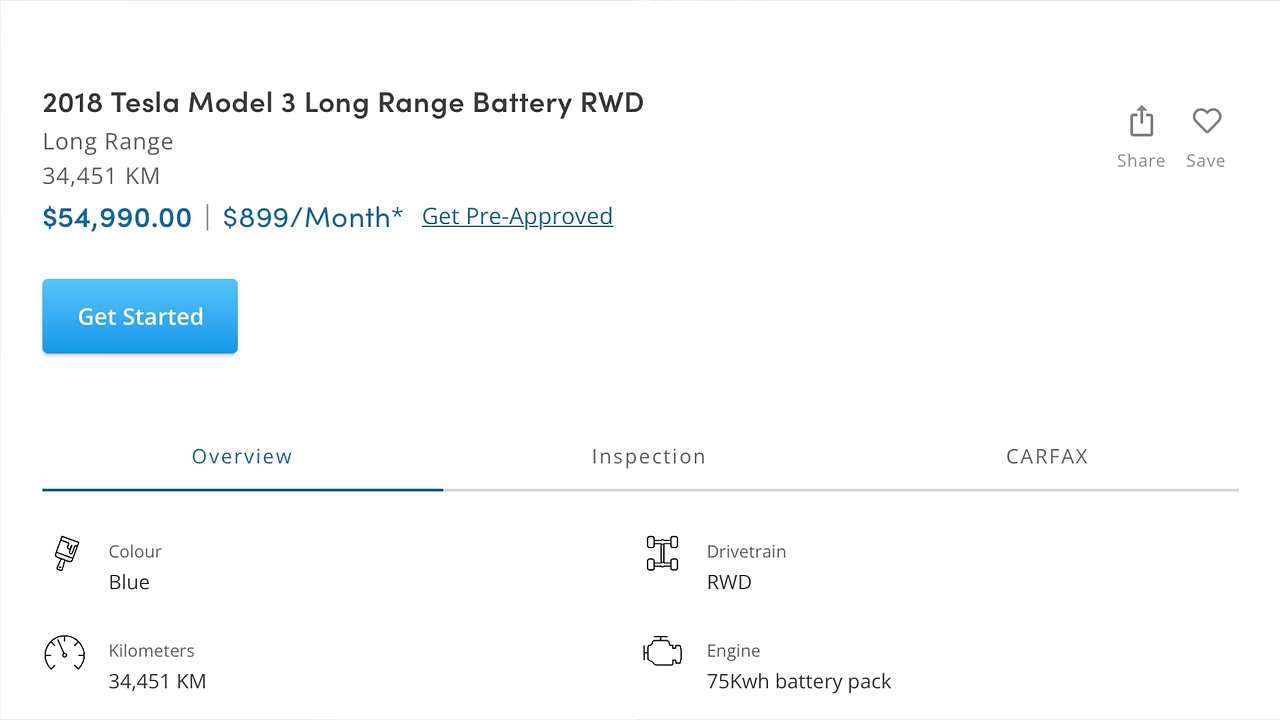 2018 Tesla Model 3 Long Range Battery RWD
Long Range
34,451 KM
$54,990.00 | $899/Month* Get Pre-Approved
Share Save
Get Started
Overview Inspection CARFAX
Colour
Blue
Drivetrain
RWD
Kilometers
34,451 KM
Engine
75Kwh battery pack